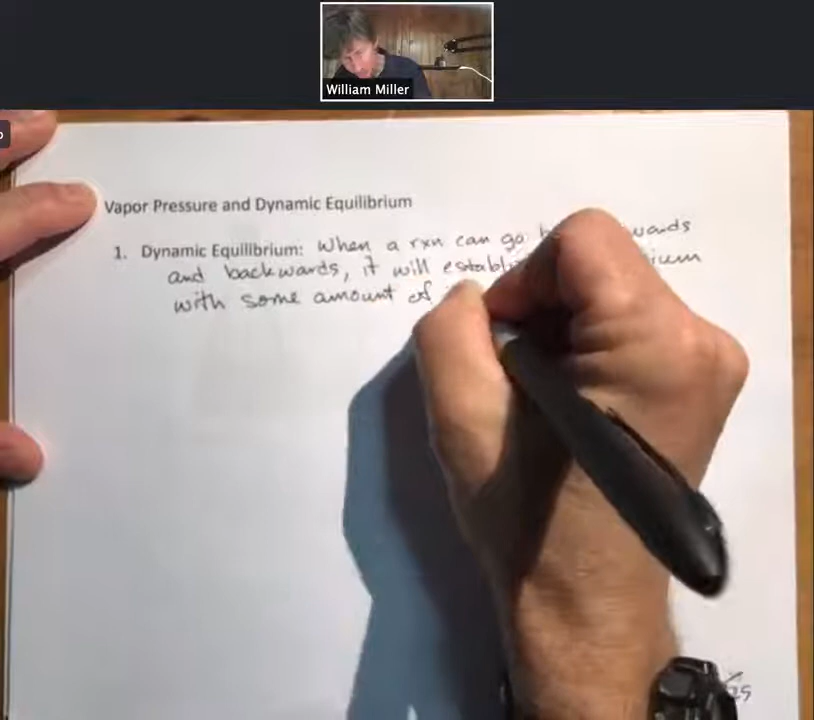 William Miller
Vapor Pressure and Dynamic Equilibrium
1. Dynamic Equilibrium: When a rxn can go
and backwards, it will
with some amount of